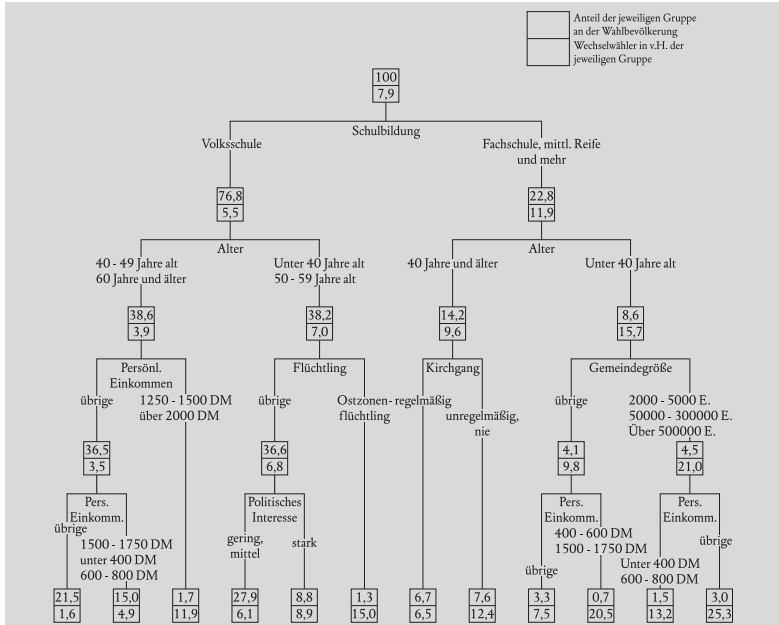 Anteil der jeweiligen Gruppe
an der Wahlbevölkerung
Wechselwähler in v.H. der
jeweiligen Gruppe
100
7,9
Schulbildung
Volksschule
Fachschule, mittl. Reife
und mehr
76,8
5,5
22,8
11,9
Alter
Alter
40 - 49 Jahre alt
60 Jahre und älter
Unter 40 Jahre alt
50 - 59 Jahre alt
40 Jahre und älter
Unter 40 Jahre alt
38,6
3,9
38,2
7,0
14,2
9,6
8,6
15,7
Persönl.
Einkommen
Flüchtling
Kirchgang
Gemeindegröße
übrige
1250 - 1500 DM
über 2000 DM
übrige
Ostzonen-
flüchtling
regelmäßig
unregelmäßig,
nie
übrige
2000 - 5000 E.
50000 - 300000 E.
Über 500000 E.
36,5
3,5
36,6
6,8
4,1
9,8
4,5
21,0
Pers.
Einkomm.
übrige
1500 - 1750 DM
unter 400 DM
600 - 800 DM
Politisches
Interesse
gering,
mittel
stark
Pers.
Einkomm.
400 - 600 DM
1500 - 1750 DM
übrige
Pers.
Einkomm.
Unter 400 DM
600 - 800 DM
übrige
21,5
1,6
15,0
4,9
1,7
11,9
27,9
6,1
8,8
8,9
1,3
15,0
6,7
6,5
7,6
12,4
3,3
7,5
0,7
20,5
1,5
13,2
3,0
25,3